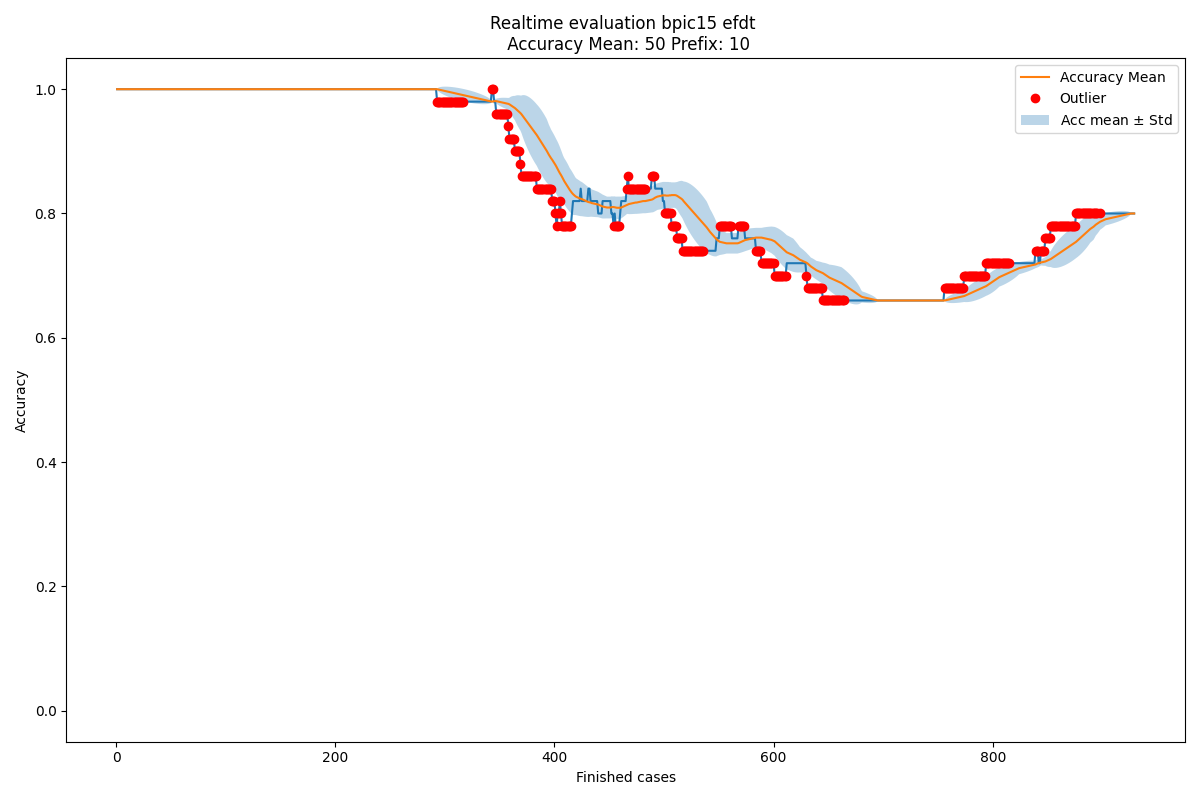 Realtime evaluation bpic15 efdt
Accuracy Mean: 50 Prefix: 10
Accuracy Mean
Outlier
Acc mean ± Std
1.0
0.8
0.6
0.4
0.2
0.0
Accuracy
0
200
400
600
800
Finished cases